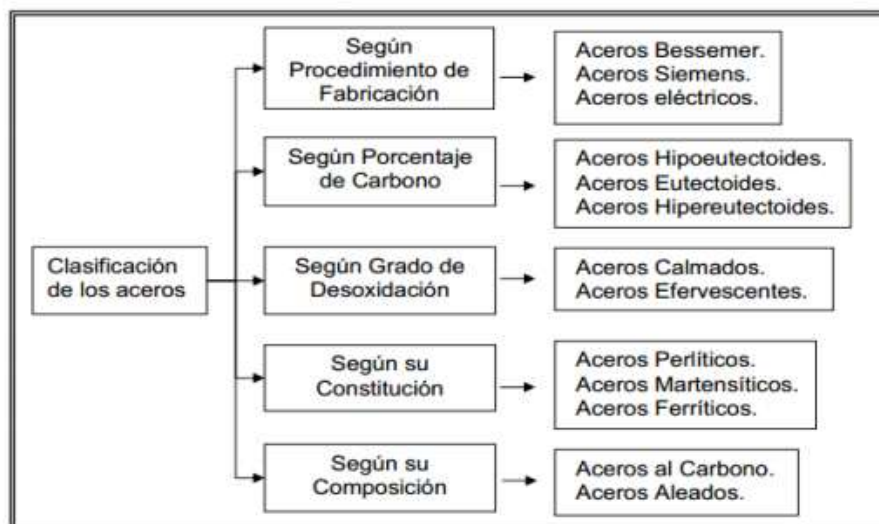 Clasificación
de los aceros
Según
Procedimiento de
Fabricación
Aceros Bessemer.
Aceros Siemens.
Aceros eléctricos.
Según Porcentaje
de Carbono
Aceros Hipoeutectoides.
Aceros Eutectoides.
Aceros Hipereutectoides.
Según Grado de
Desoxidación
Aceros Calmados.
Aceros Efervescentes.
Según su
Constitución
Aceros Perlíticos.
Aceros Martensíticos.
Aceros Ferríticos.
Según su
Composición
Aceros al Carbono.
Aceros Aleados.